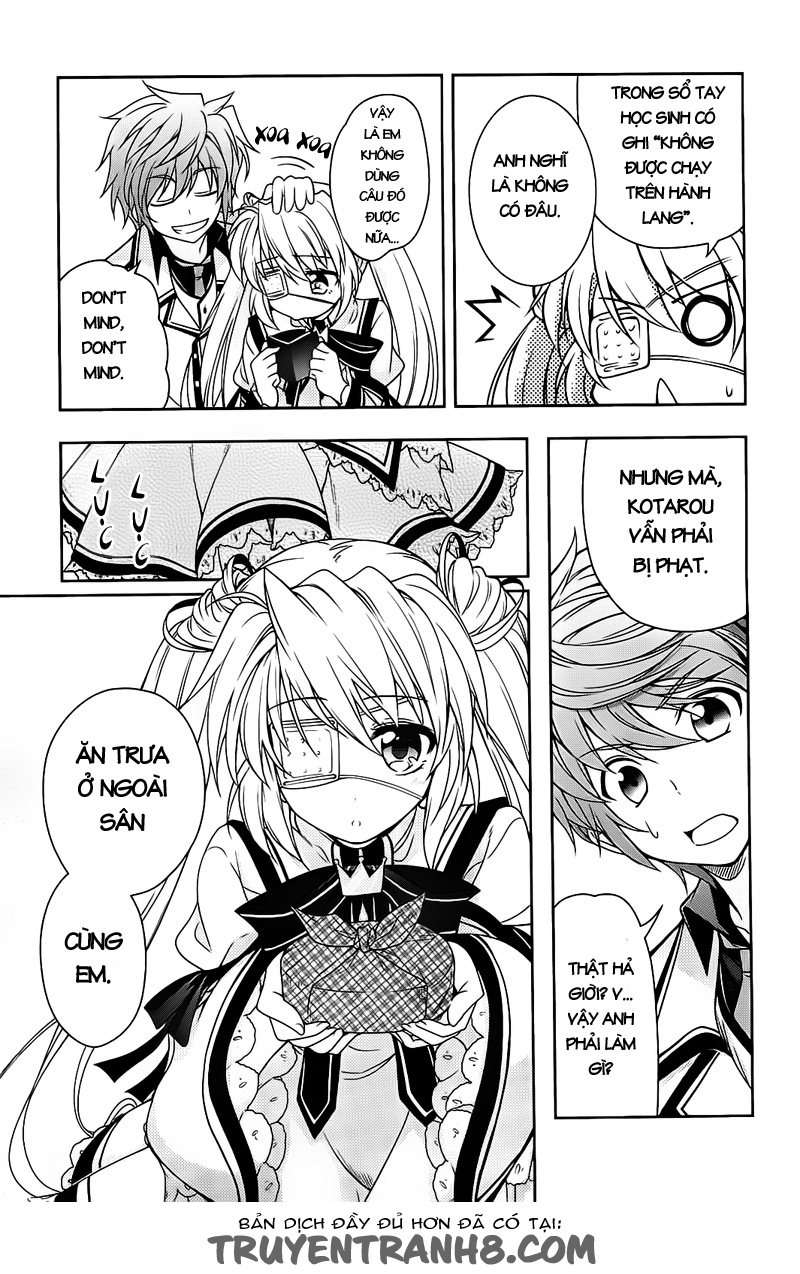 TRONG SỔ TAY
HỌC SINH CÓ
GHI "KHÔNG
ĐƯỢC CHẠY
TRÊN HÀNH
LANG".
ANH NGHĨ
LÀ KHÔNG
CÓ ĐÂU.
VẬY
LÀ EM
KHÔNG
DÙNG
CÂU ĐÓ
ĐƯỢC
NỮA...
XOA XOA
DON'T
MIND,
DON'T
MIND.
NHƯNG MÀ,
KOTAROU
VẪN PHẢI
BỊ PHẠT.
THẬT HẢ
GIỜI? V...
VẬY ANH
PHẢI LÀM
GÌ?
LỤC
LỤC
ĂN TRƯA
Ở NGOÀI
SÂN
CÙNG
EM.
BẢN DỊCH ĐẦY ĐỦ HƠN ĐÃ CÓ TẠI:
TRUYENTRANH8.COM